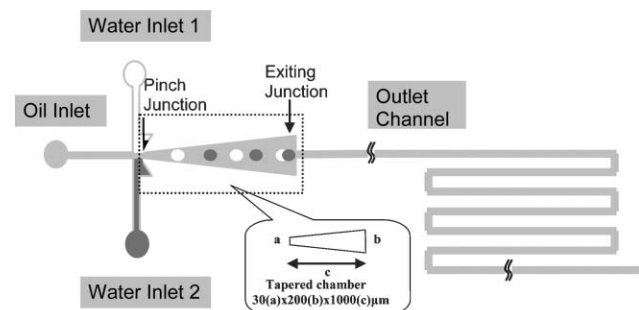 Water Inlet 1
Pinch
Junction
Exiting
Junction
Oil Inlet
Outlet
Channel
a
b
c
Tapered chamber
30(a)x200(b)x1000(c)μm
Water Inlet 2